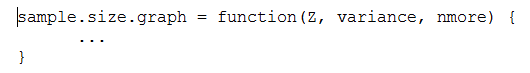 sample.size.graph = function(Z, variance, nmore) {
...
}